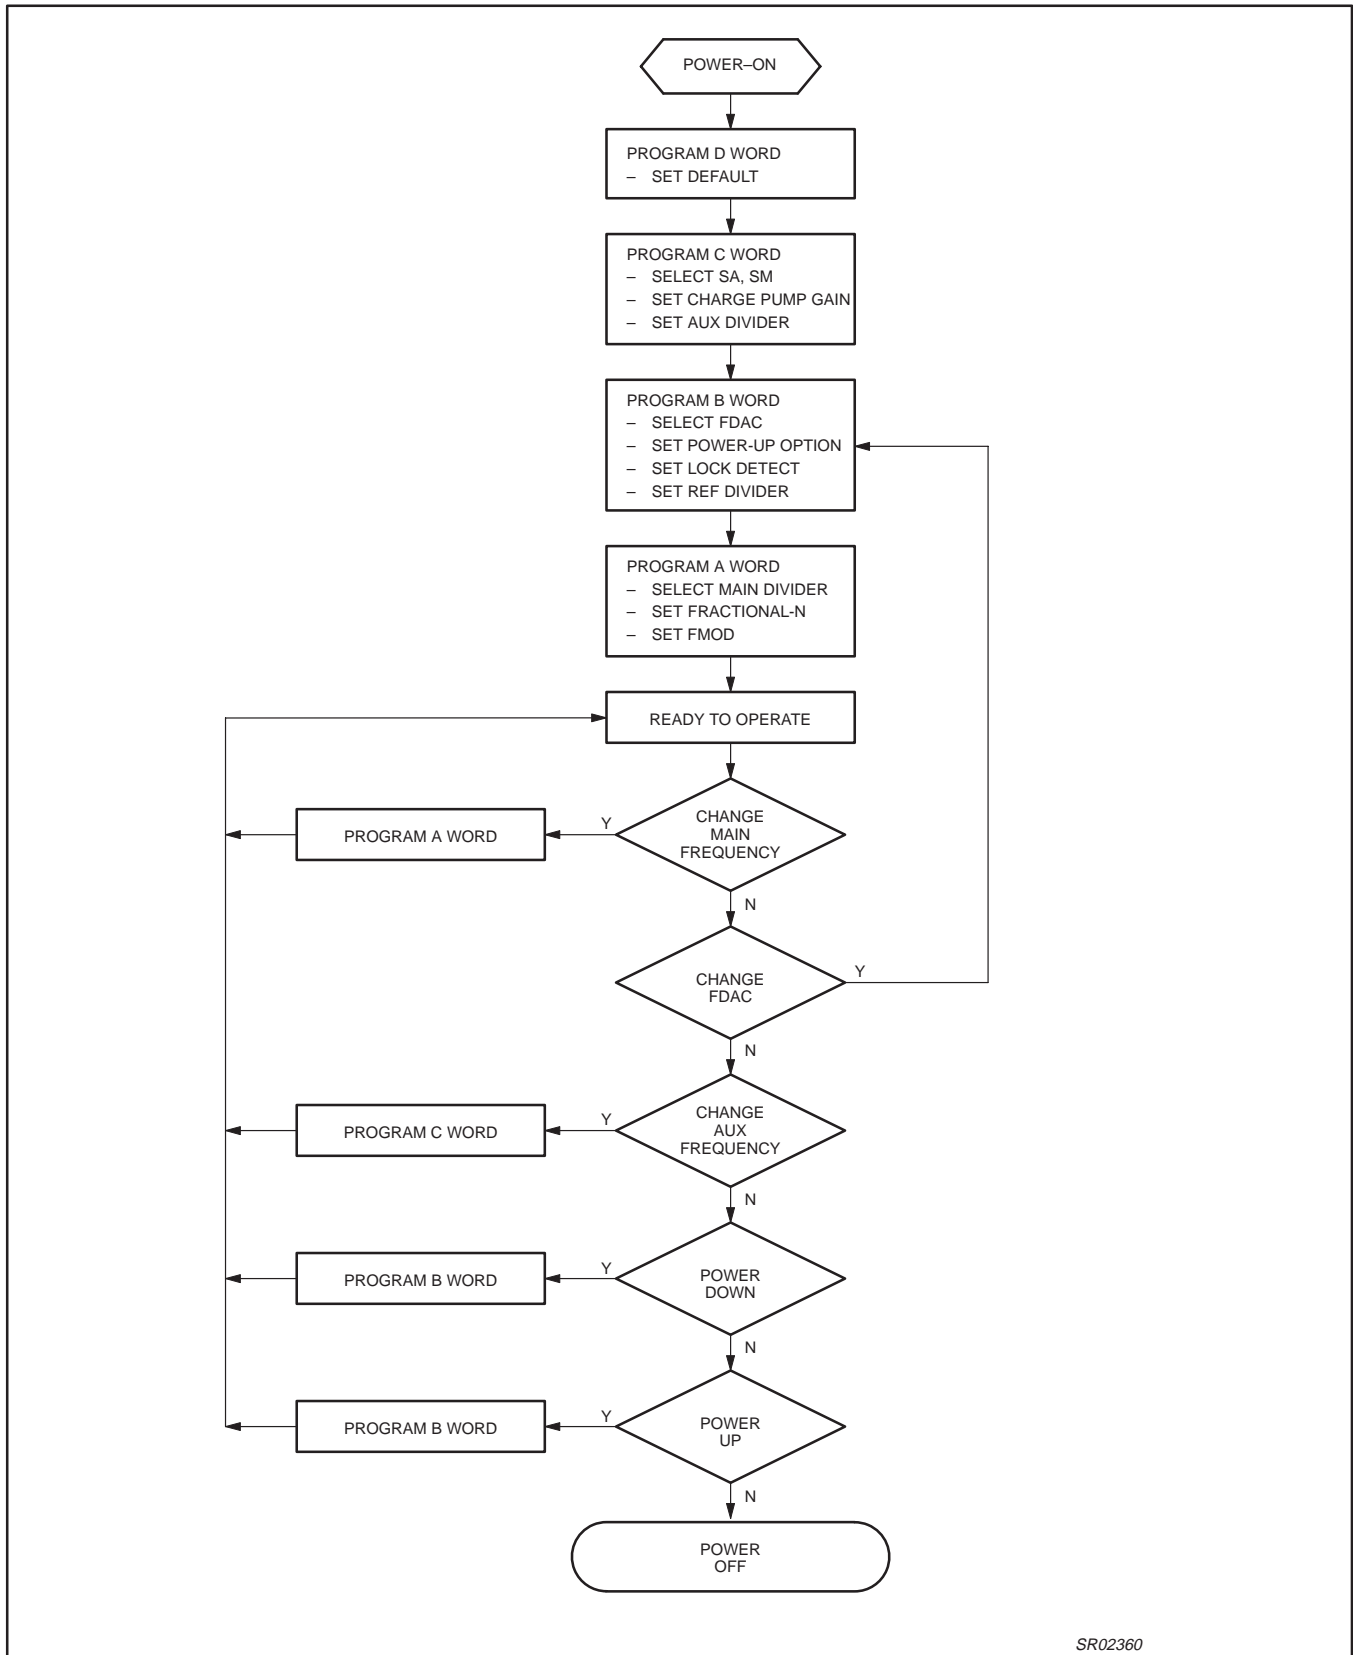 POWER–ON
PROGRAM D WORD
– SET DEFAULT
PROGRAM C WORD
– SELECT SA, SM
– SET CHARGE PUMP GAIN
– SET AUX DIVIDER
PROGRAM B WORD
– SELECT FDAC
– SET POWER-UP OPTION
– SET LOCK DETECT
– SET REF DIVIDER
PROGRAM A WORD
– SELECT MAIN DIVIDER
– SET FRACTIONAL-N
– SET FMOD
READY TO OPERATE
CHANGE
MAIN
FREQUENCY
Y
PROGRAM A WORD
N
CHANGE
FDAC
Y
N
CHANGE
AUX
FREQUENCY
Y
PROGRAM C WORD
N
POWER
DOWN
Y
PROGRAM B WORD
N
POWER
UP
Y
PROGRAM B WORD
N
POWER
OFF
SR02360